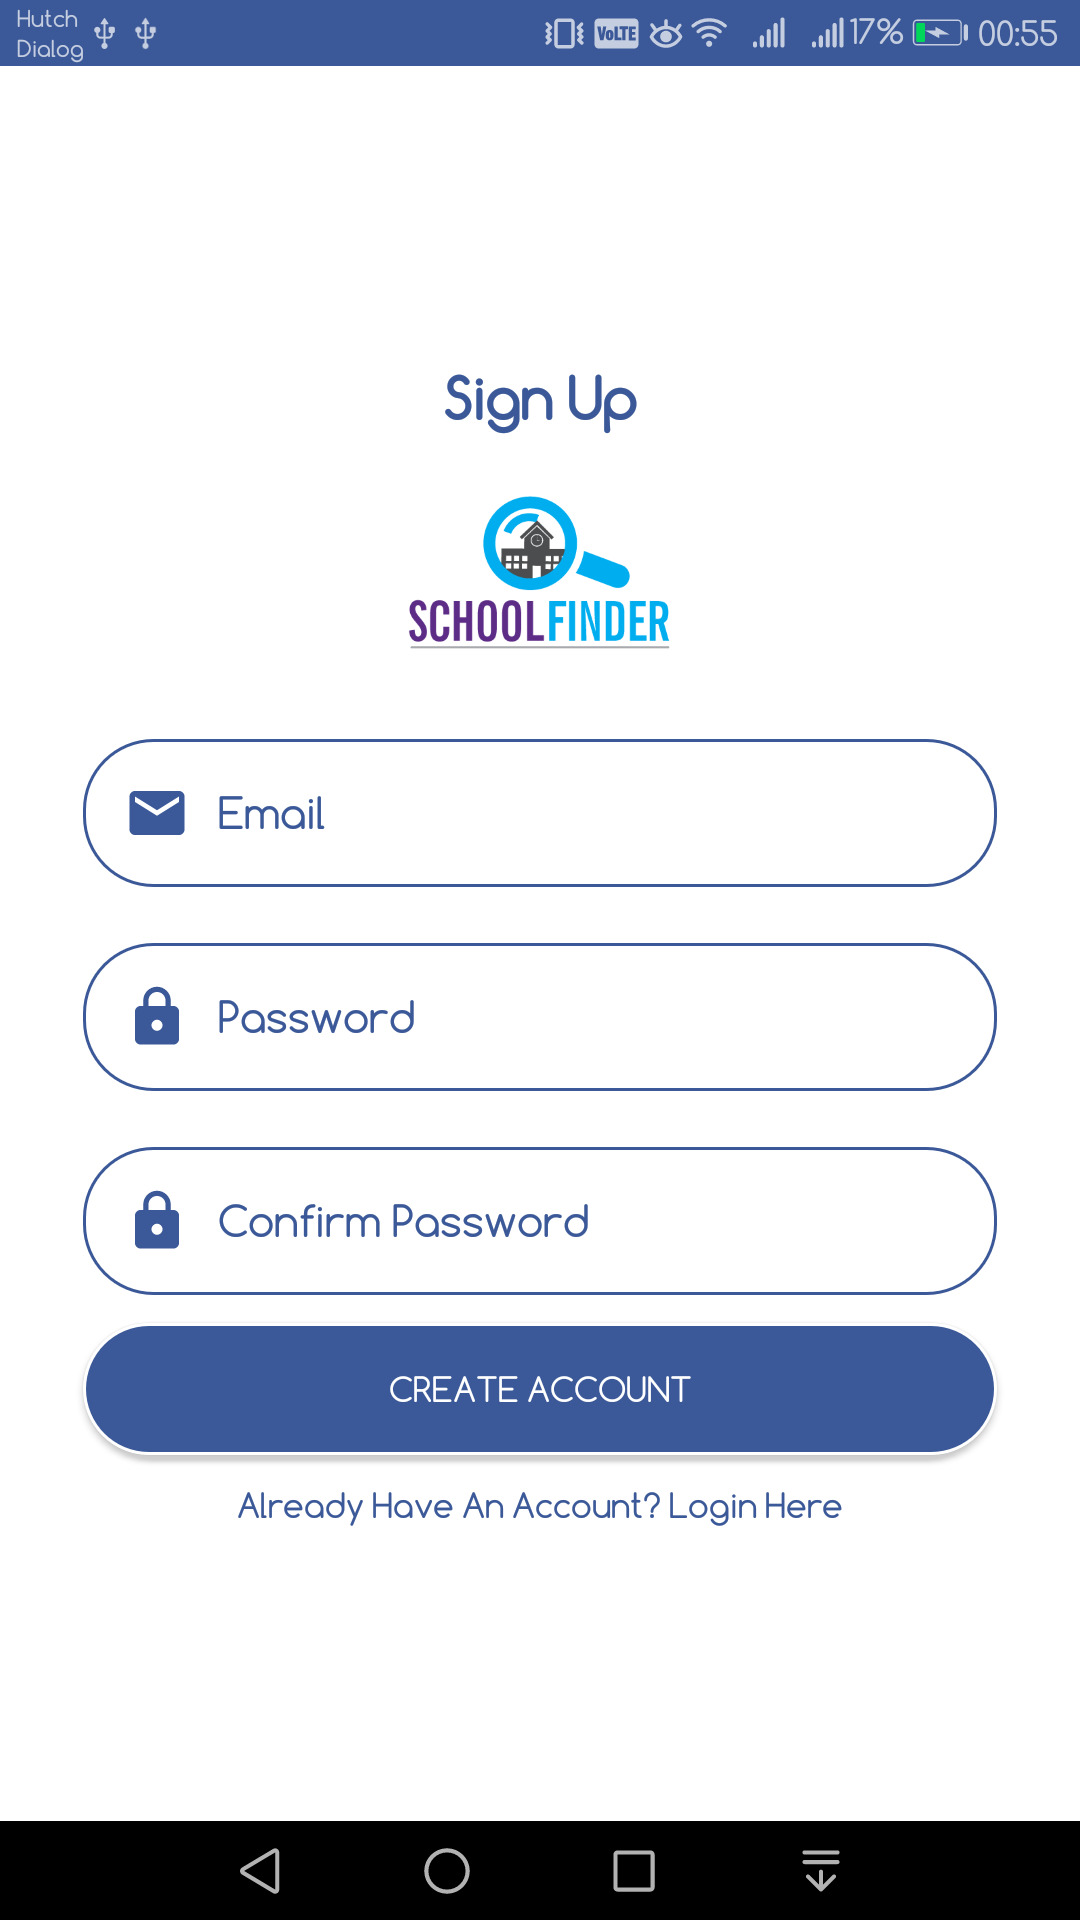 Hutch
Dialog
VoLTE 17% 00:55
Sign Up
SCHOOLFINDER
Email
Password
Confirm Password
CREATE ACCOUNT
Already Have An Account? Login Here